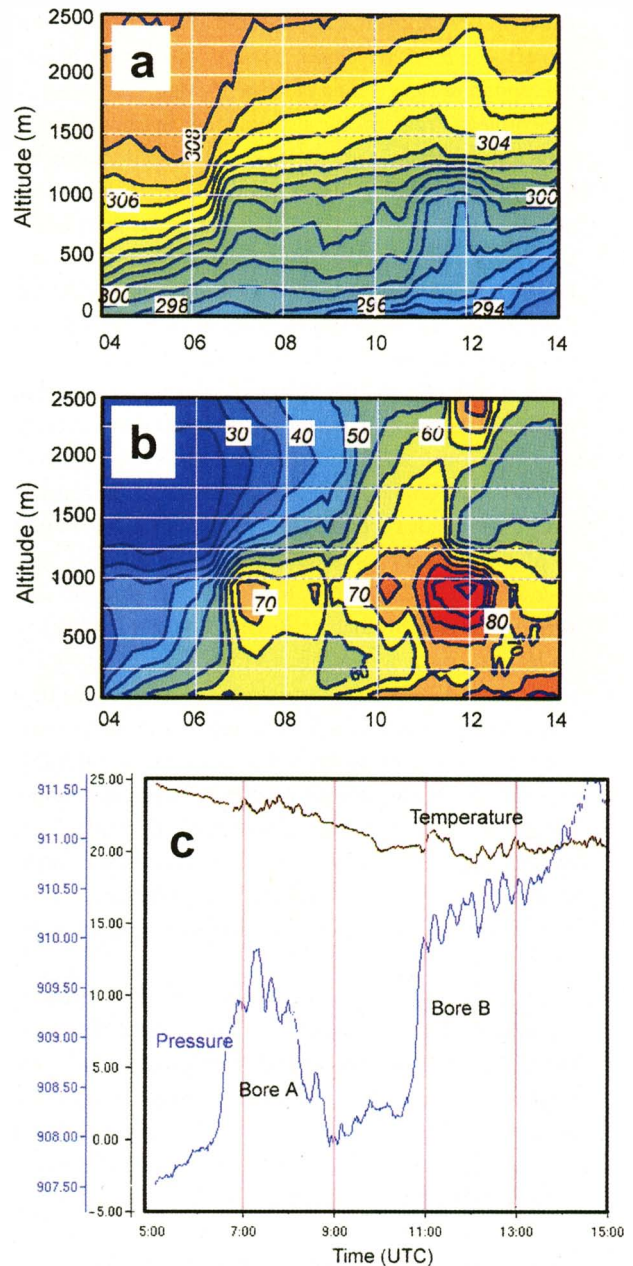 2500
2000
1500
1000
500
0
Altitude (m)
a
308
306
304
300
300
298
296
294
04 06 08 10 12 14
2500
2000
1500
1000
500
0
Altitude (m)
b
30 40 50 60
70 70 80
60
70
04 06 08 10 12 14
911.50
911.00
910.50
910.00
909.50
909.00
908.50
908.00
907.50
25.00
20.00
15.00
10.00
5.00
0.00
-5.00
c
Temperature
Pressure
Bore A
Bore B
5:00 7:00 9:00 11:00 13:00 15:00
Time (UTC)